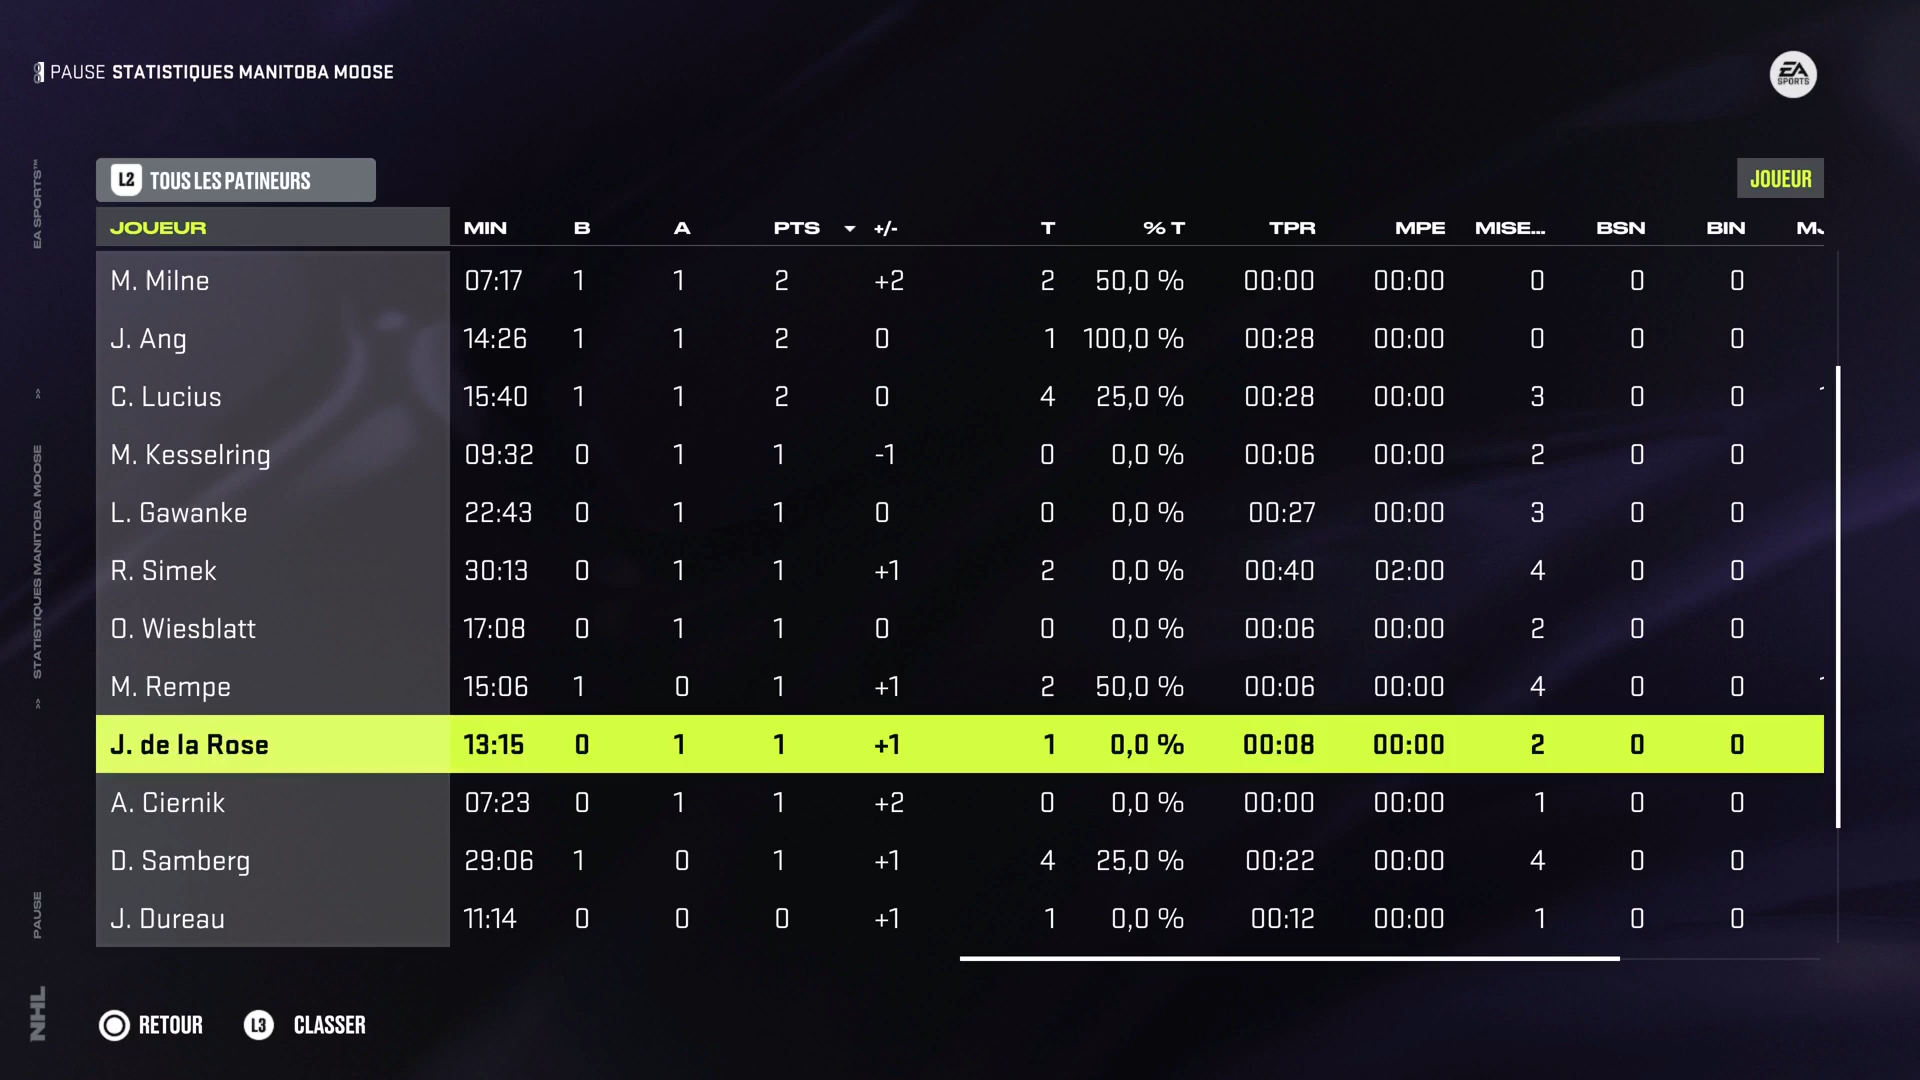 PAUSE STATISTIQUES MANITOBA MOOSE
EA SPORTS
L2 TOUS LES PATINEURS
JOUEUR
JOUEUR MIN B A PTS +/- T % T TPR MPE MISE... BSN BIN
M. Milne 07:17 1 1 2 +2 2 50,0 % 00:00 00:00 0 0 0
J. Ang 14:26 1 1 2 0 1 100,0 % 00:28 00:00 0 0 0
C. Lucius 15:40 1 1 2 0 4 25,0 % 00:28 00:00 3 0 0
M. Kesselring 09:32 0 1 1 -1 0 0,0 % 00:06 00:00 2 0 0
L. Gawanke 22:43 0 1 1 0 0 0,0 % 00:27 00:00 3 0 0
R. Simek 30:13 0 1 1 +1 2 0,0 % 00:40 02:00 4 0 0
O. Wiesblatt 17:08 0 1 1 0 0 0,0 % 00:06 00:00 2 0 0
M. Rempe 15:06 1 0 1 +1 2 50,0 % 00:06 00:00 4 0 0
J. de la Rose 13:15 0 1 1 +1 1 0,0 % 00:08 00:00 2 0 0
A. Ciernik 07:23 0 1 1 +2 0 0,0 % 00:00 00:00 1 0 0
D. Samberg 29:06 1 0 1 +1 4 25,0 % 00:22 00:00 4 0 0
J. Dureau 11:14 0 0 0 +1 1 0,0 % 00:12 00:00 1 0 0
RETOUR L3 CLASSER
NHL PAUSE >> STATISTIQUES MANITOBA MOOSE >> EA SPORTS™